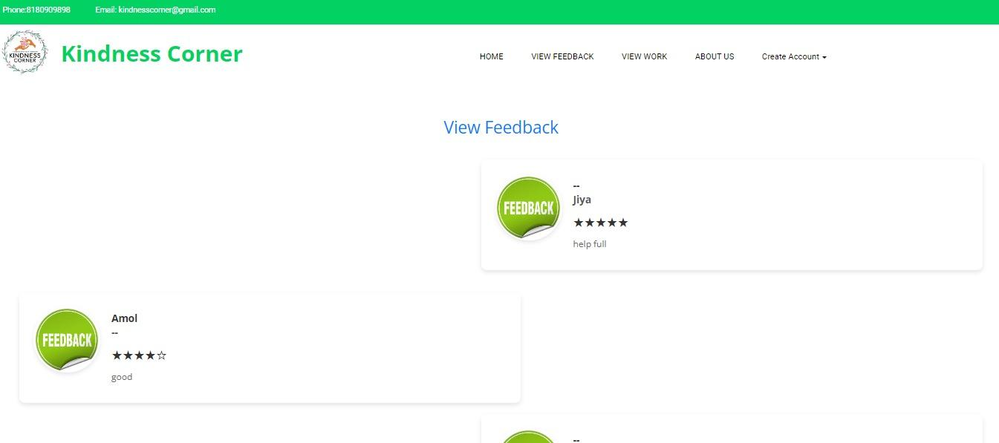 Phone:8180909898 Email: kindnesscorner@gmail.com
KINDNESS
CORNER
Kindness Corner
HOME VIEW FEEDBACK VIEW WORK ABOUT US Create Account
View Feedback
FEEDBACK
--
Jiya
★★★★★
help full
FEEDBACK
Amol
--
★★★★☆
good
--